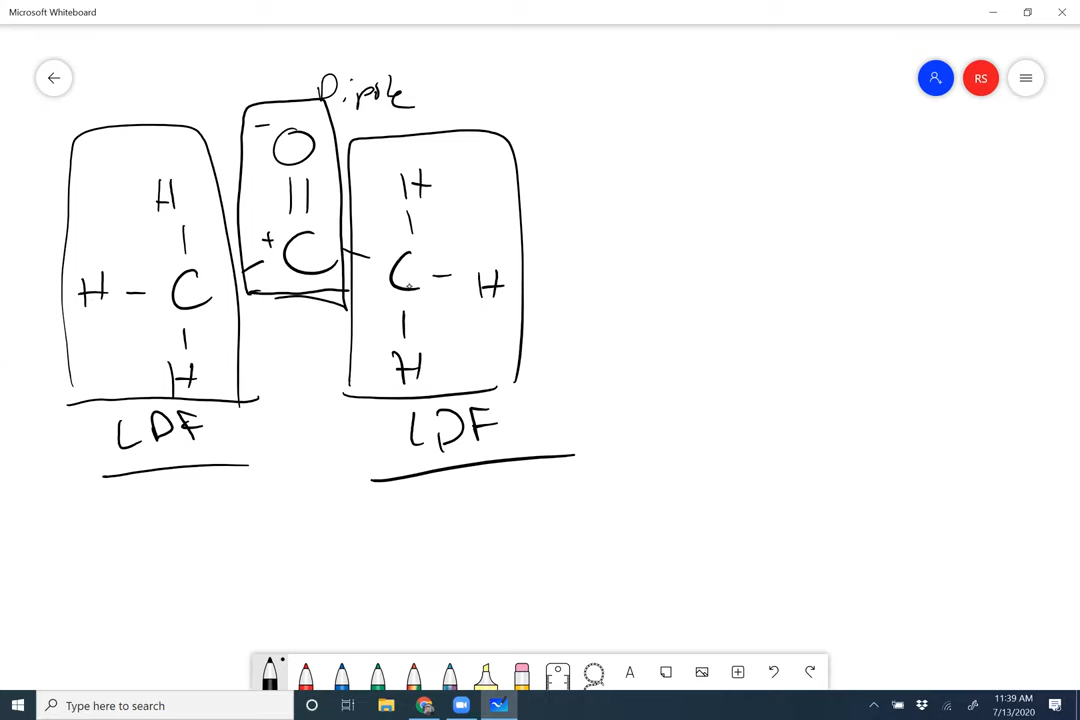 Microsoft Whiteboard
RS
Dipole
-
O
||
+ C
H
|
H - C -
|
H
LDF
H
|
- C - H
|
H
LDF
A
Type here to search
11:39 AM
7/13/2020